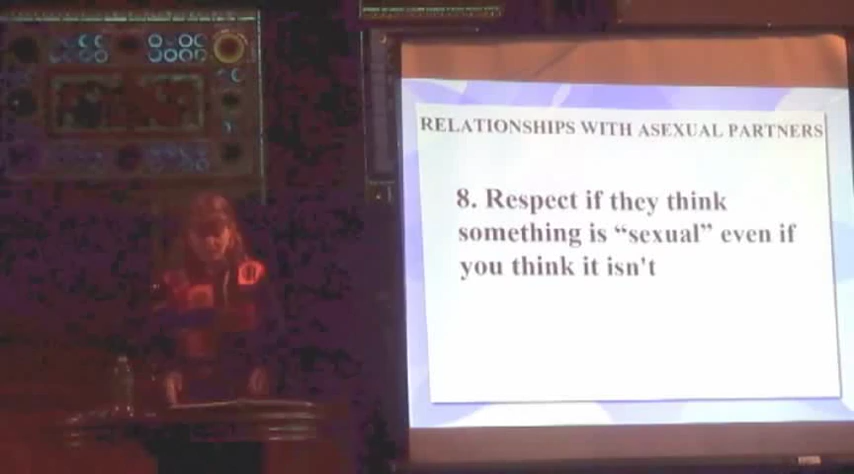 RELATIONSHIPS WITH ASEXUAL PARTNERS
8. Respect if they think
something is “sexual” even if
you think it isn't